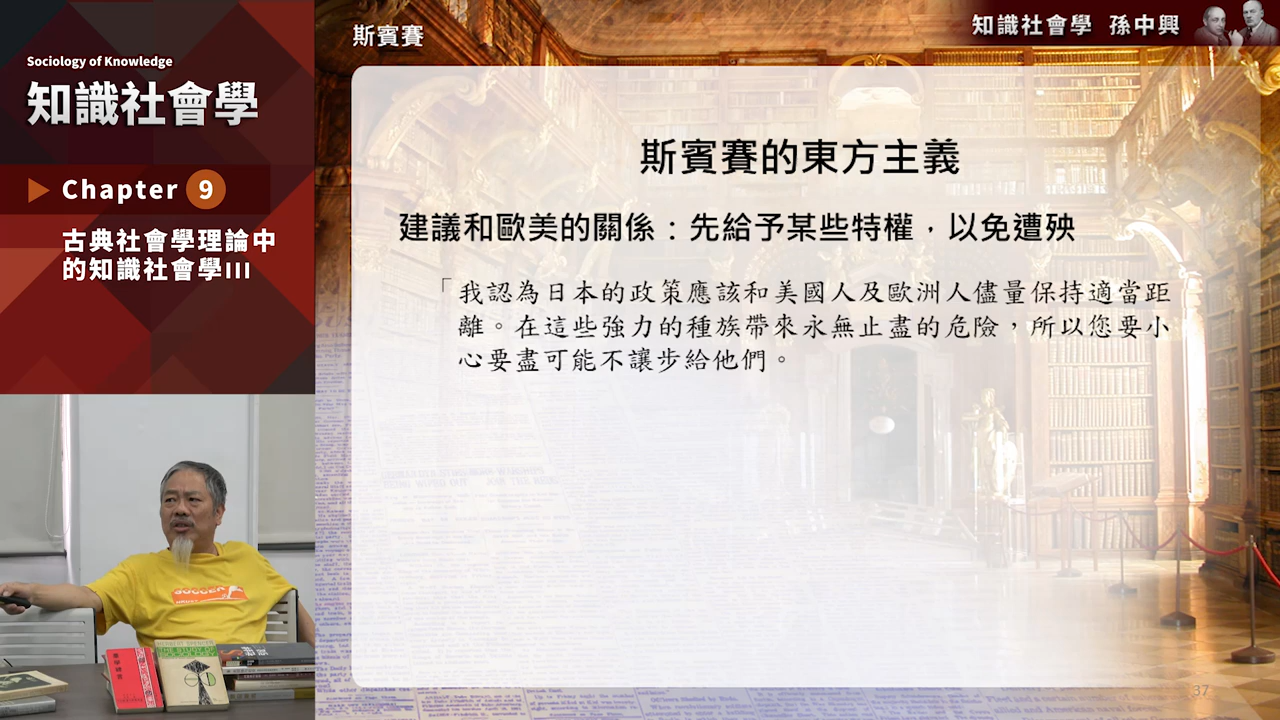 Sociology of Knowledge
知識社會學
Chapter 9
古典社會學理論中
的知識社會學III
斯賓賽
知識社會學 孫中興
斯賓賽的東方主義
建議和歐美的關係：先給予某些特權，以免遭殃
「我認為日本的政策應該和美國人及歐洲人儘量保持適當距
離。在這些強力的種族帶來永無止盡的危險，所以您要小
心要盡可能不讓步給他們。
37
SOCCER
HERBERT SPENCER
THE STUDY OF